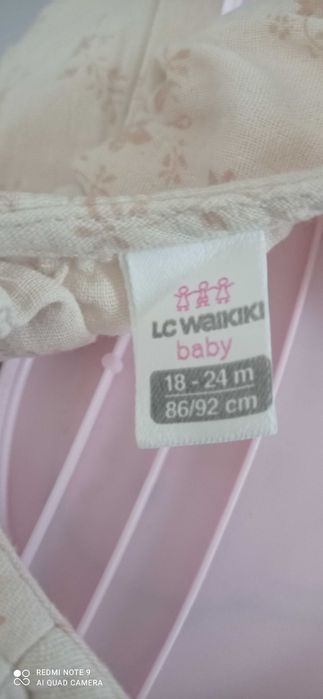 LC WAIKIKI
baby
18 - 24 m
86/92 cm
REDMI NOTE 9
AI QUAD CAMERA